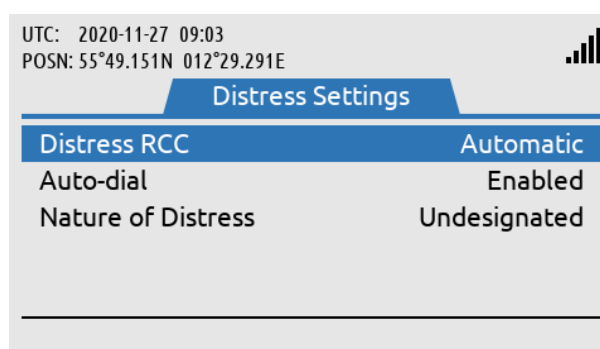 UTC: 2020-11-27 09:03
POSN: 55°49.151N 012°29.291E
Distress Settings
Distress RCC Automatic
Auto-dial Enabled
Nature of Distress Undesignated